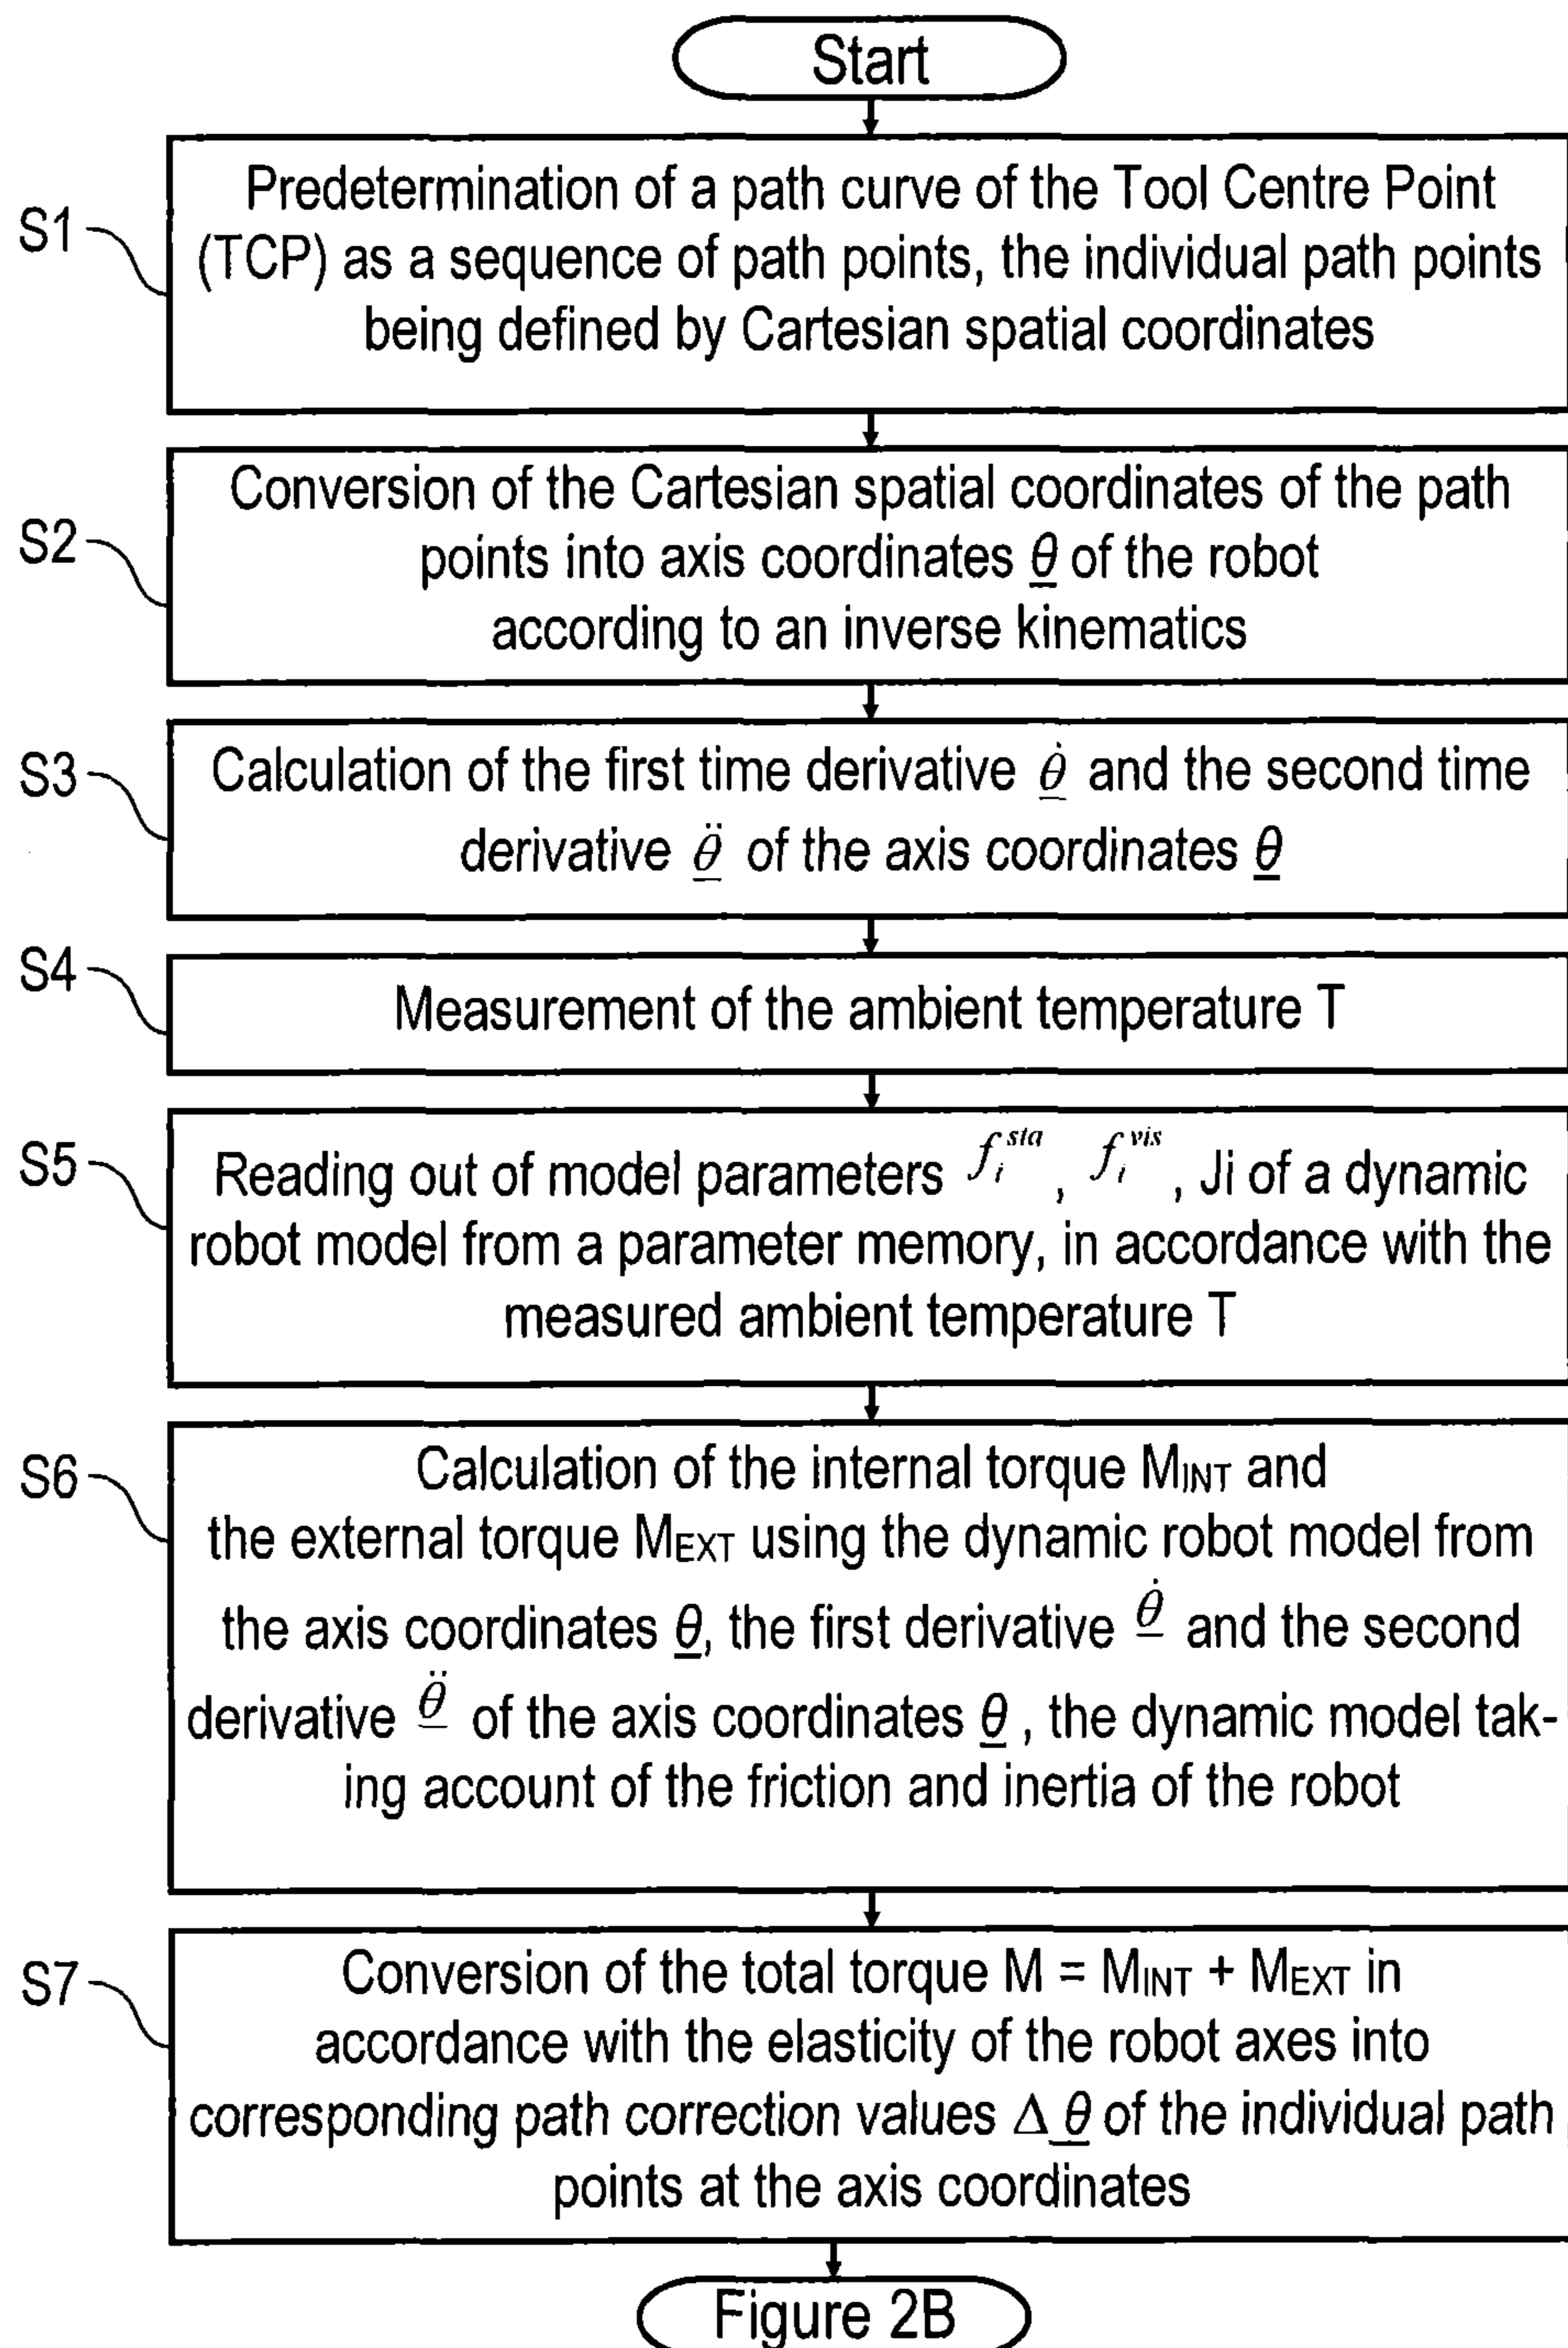 Start
S1
Predetermination of a path curve of the Tool Centre Point
(TCP) as a sequence of path points, the individual path points
being defined by Cartesian spatial coordinates
S2
Conversion of the Cartesian spatial coordinates of the path
points into axis coordinates θ̲ of the robot
according to an inverse kinematics
S3
Calculation of the first time derivative θ̲̇ and the second time
derivative θ̲̈ of the axis coordinates θ̲
S4
Measurement of the ambient temperature T
S5
Reading out of model parameters f_i^sta, f_i^vis, Ji of a dynamic
robot model from a parameter memory, in accordance with the
measured ambient temperature T
S6
Calculation of the internal torque MINT and
the external torque MEXT using the dynamic robot model from
the axis coordinates θ̲, the first derivative θ̲̇ and the second
derivative θ̲̈ of the axis coordinates θ̲ , the dynamic model tak-
ing account of the friction and inertia of the robot
S7
Conversion of the total torque M = MINT + MEXT in
accordance with the elasticity of the robot axes into
corresponding path correction values Δ θ̲ of the individual path
points at the axis coordinates
Figure 2B